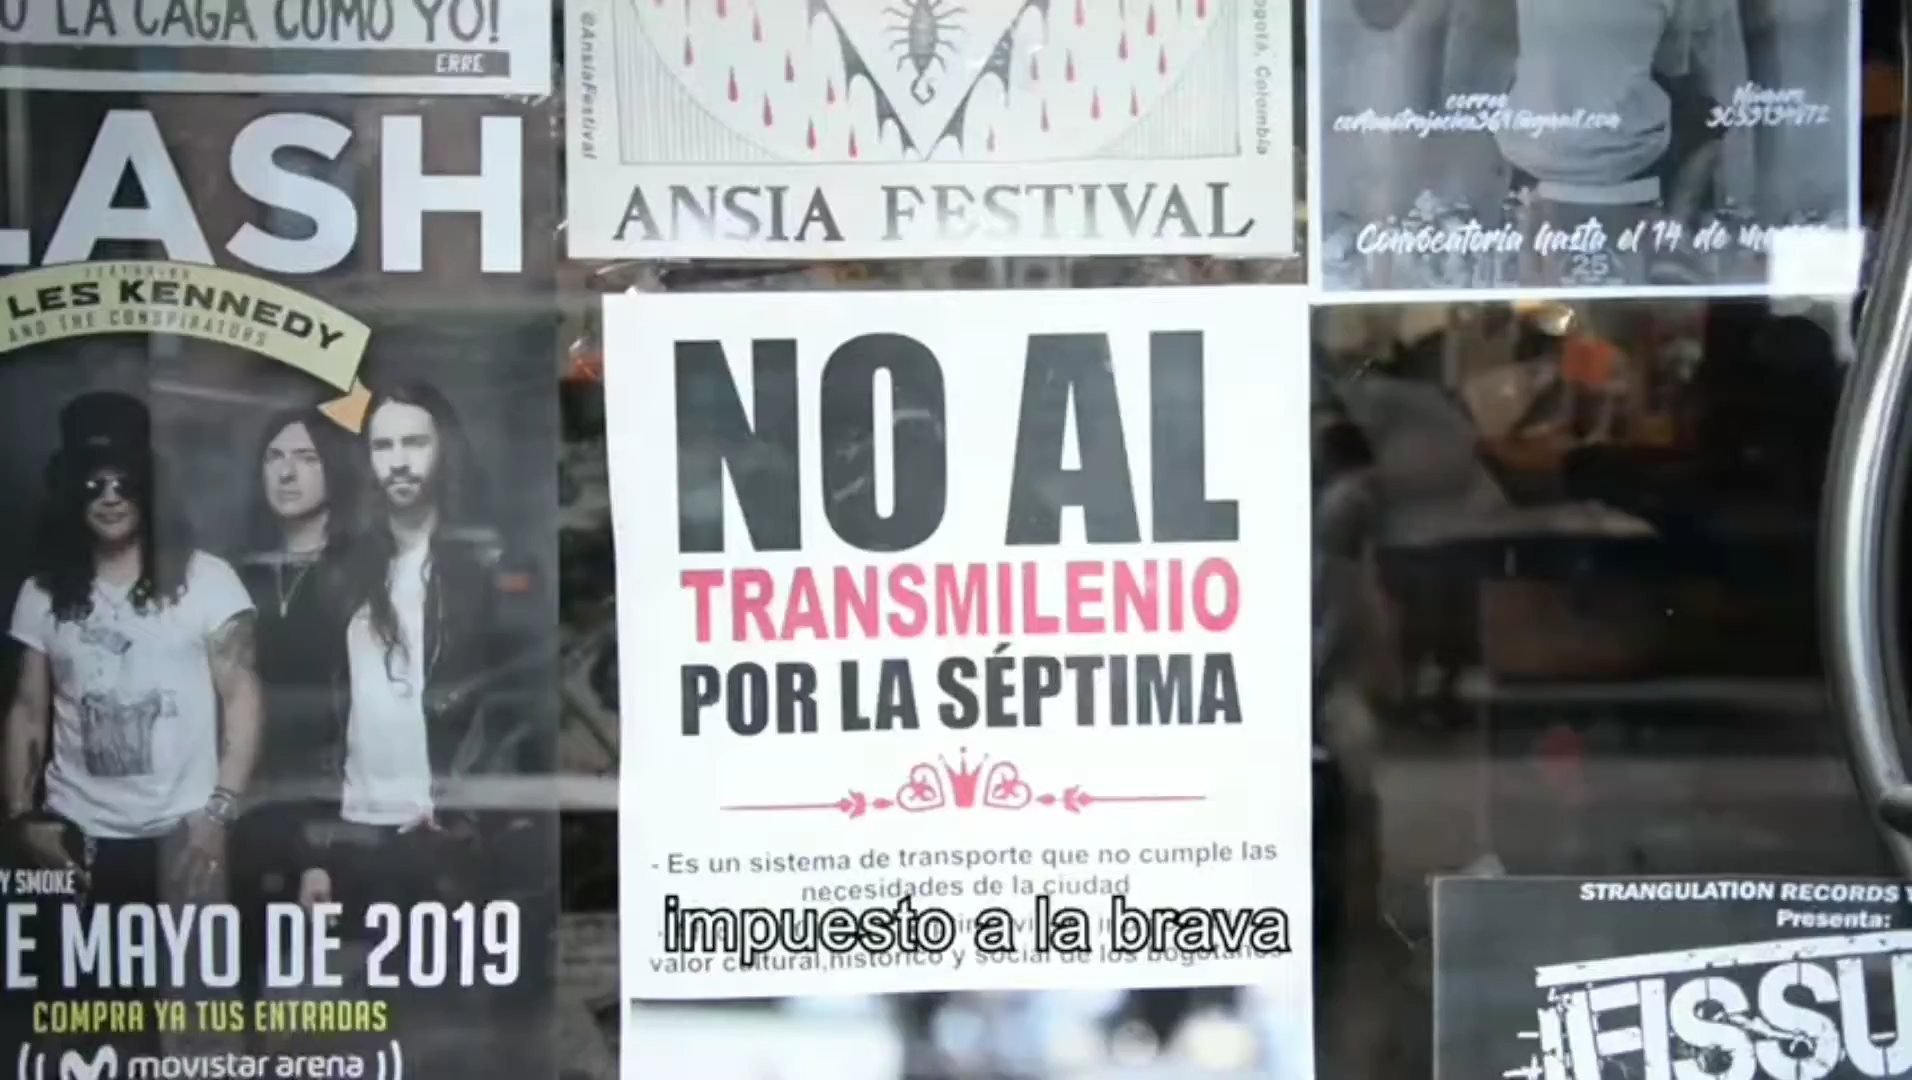 LA CAGA COMO YO!
ERRE
LASH
FEATURING
LES KENNEDY
AND THE CONSPIRATORS
Y SMOKE
E MAYO DE 2019
COMPRA YA TUS ENTRADAS
movistar arena
@AnsiaFestival
Colombia
ANSIA FESTIVAL
correo
Número
Convocatoria hasta el 14 de
25
NO AL
TRANSMILENIO
POR LA SÉPTIMA
- Es un sistema de transporte que no cumple las
necesidades de la ciudad
impuesto a la brava
valor cultural, histórico y social de los bogotanos
STRANGULATION RECORDS Y
Presenta:
FISSU